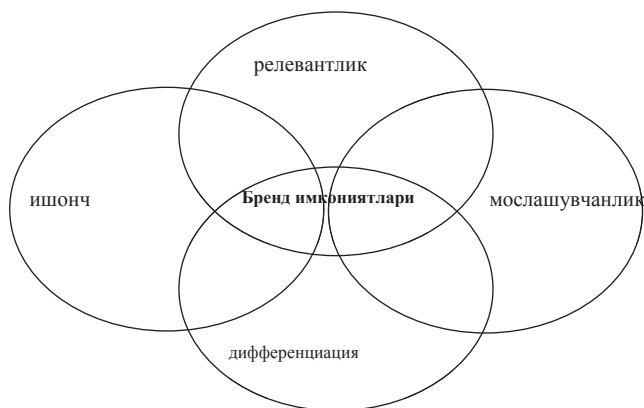 релевантлик
Бренд имкониятлари
ишонч
мослашувчанлик
дифференциация